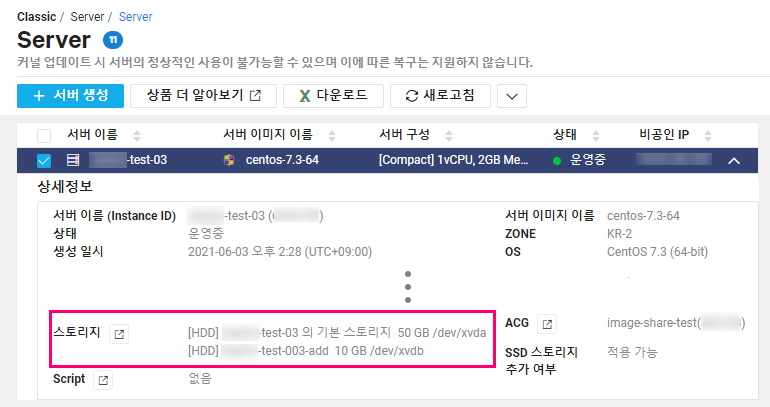 Classic / Server / Server
Server 11
커널 업데이트 시 서버의 정상적인 사용이 불가능할 수 있으며 이에 따른 복구는 지원하지 않습니다.
+ 서버 생성 상품 더 알아보기 다운로드 새로고침
서버 이름 서버 이미지 이름 서버 구성 상태 비공인 IP
-test-03 centos-7.3-64 [Compact] 1vCPU, 2GB Me... 운영중
상세정보
서버 이름 (Instance ID) -test-03 ( ) 서버 이미지 이름 centos-7.3-64
상태 운영중 ZONE KR-2
생성 일시 2021-06-03 오후 2:28 (UTC+09:00) OS CentOS 7.3 (64-bit)
스토리지 [HDD] -test-03 의 기본 스토리지 50 GB /dev/xvda ACG image-share-test(
[HDD] -test-003-add 10 GB /dev/xvdb SSD 스토리지 추가 여부 적용 가능
Script 없음